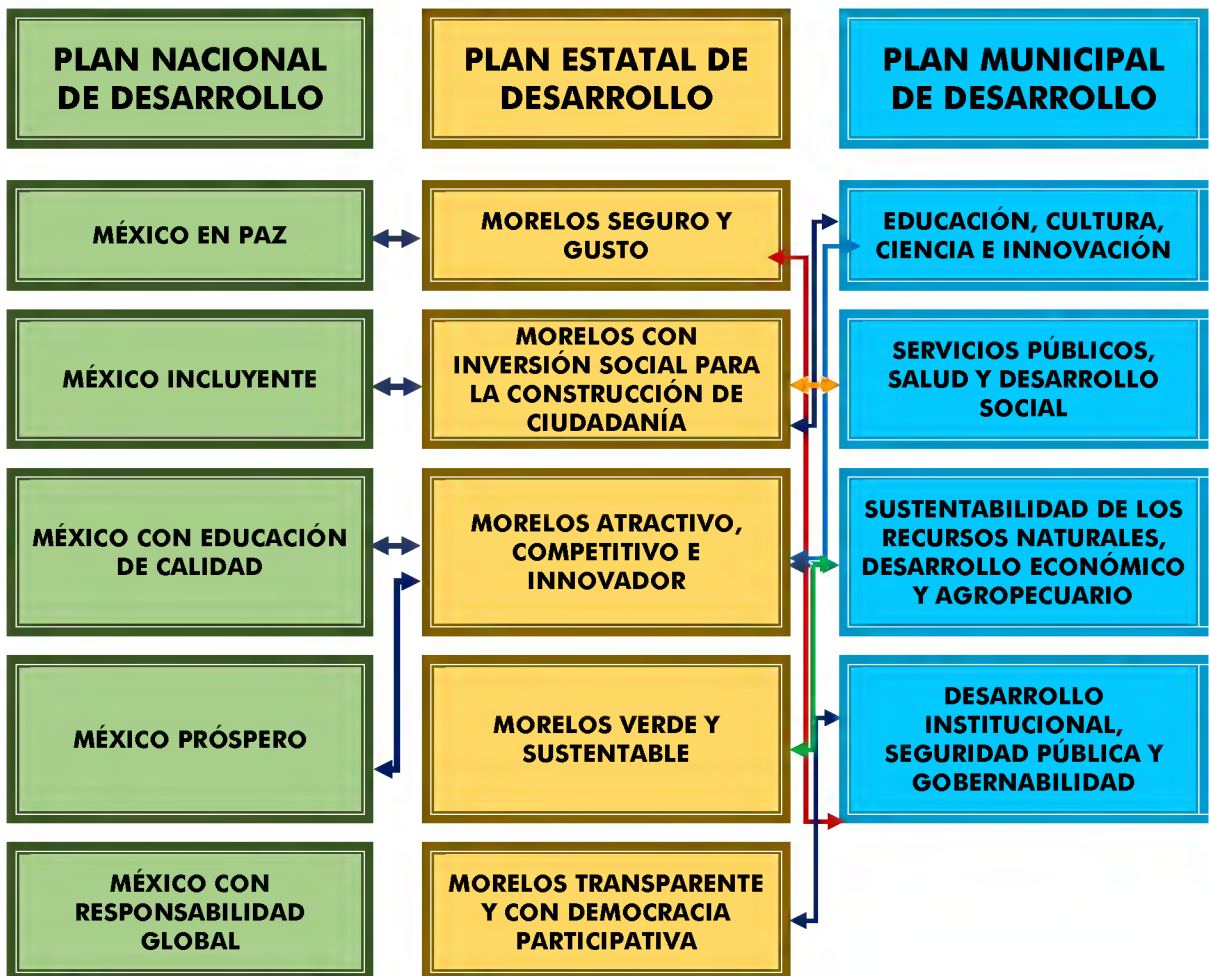 PLAN NACIONAL
DE DESARROLLO
PLAN ESTATAL DE
DESARROLLO
PLAN MUNICIPAL
DE DESARROLLO
MÉXICO EN PAZ
MORELOS SEGURO Y
GUSTO
EDUCACIÓN, CULTURA,
CIENCIA E INNOVACIÓN
MÉXICO INCLUYENTE
MORELOS CON
INVERSIÓN SOCIAL PARA
LA CONSTRUCCIÓN DE
CIUDADANÍA
SERVICIOS PÚBLICOS,
SALUD Y DESARROLLO
SOCIAL
MÉXICO CON EDUCACIÓN
DE CALIDAD
MORELOS ATRACTIVO,
COMPETITIVO E
INNOVADOR
SUSTENTABILIDAD DE LOS
RECURSOS NATURALES,
DESARROLLO ECONÓMICO
Y AGROPECUARIO
MÉXICO PRÓSPERO
MORELOS VERDE Y
SUSTENTABLE
DESARROLLO
INSTITUCIONAL,
SEGURIDAD PÚBLICA Y
GOBERNABILIDAD
MÉXICO CON
RESPONSABILIDAD
GLOBAL
MORELOS TRANSPARENTE
Y CON DEMOCRACIA
PARTICIPATIVA